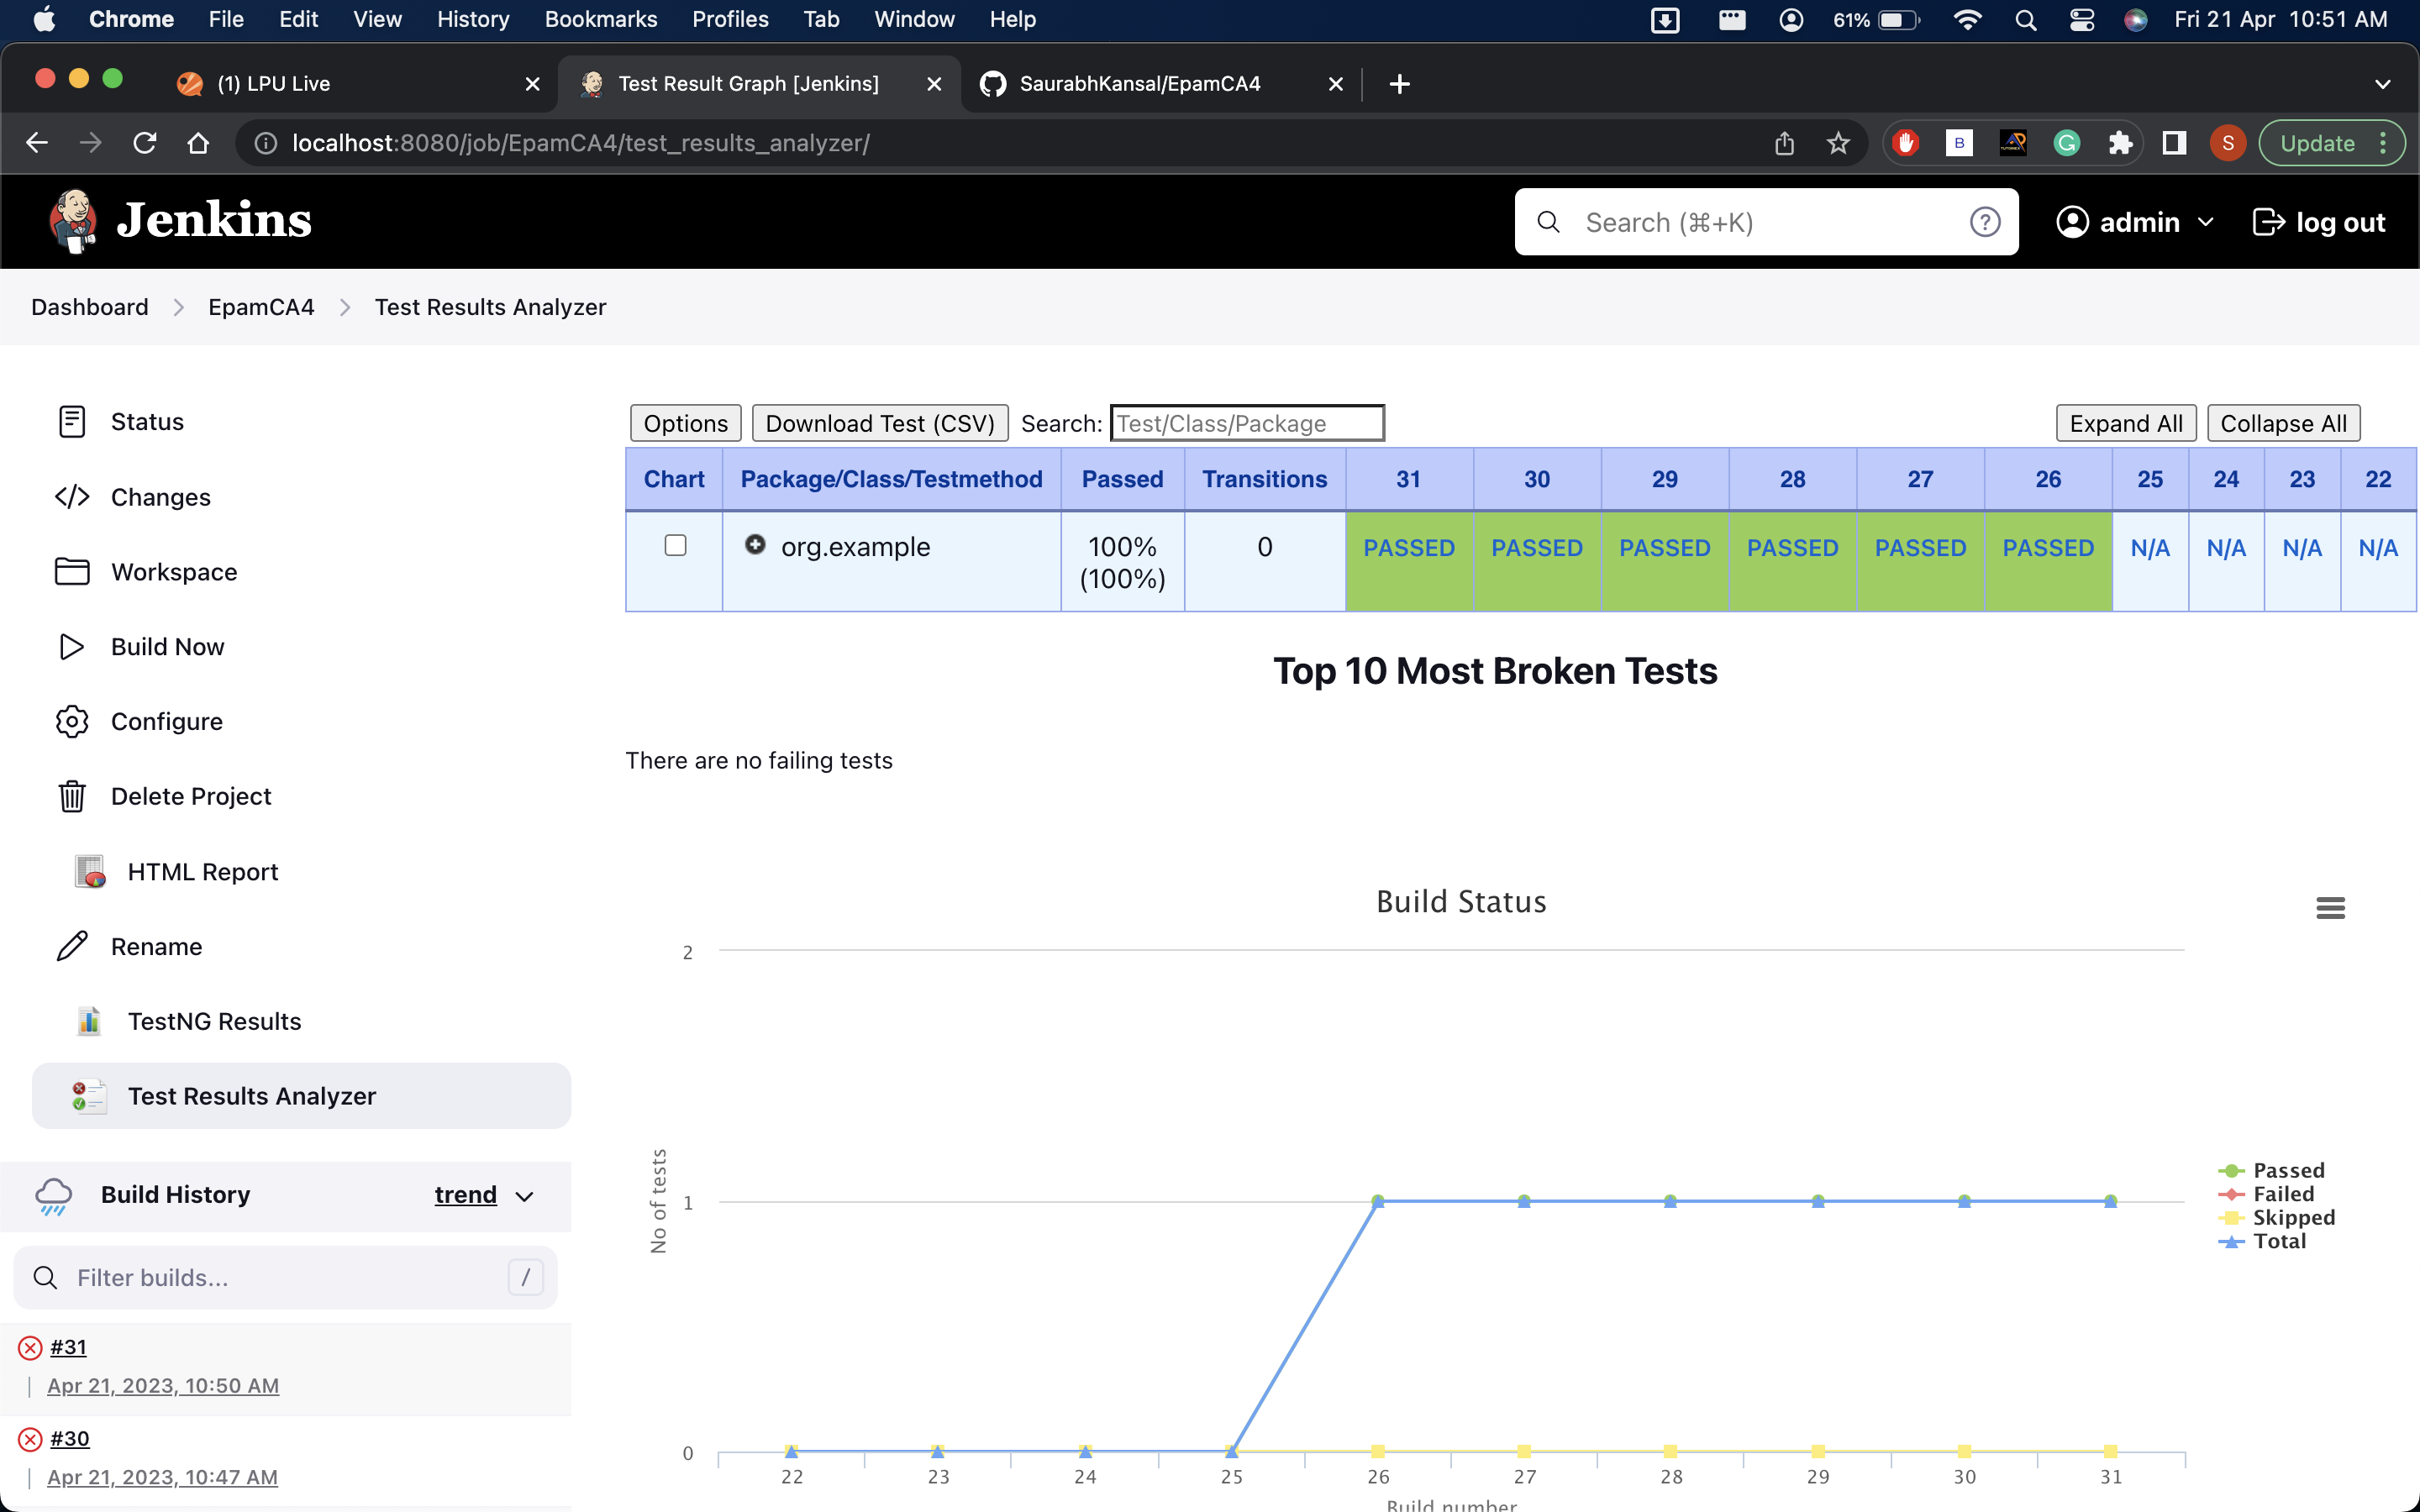 Chrome File Edit View History Bookmarks Profiles Tab Window Help 61% Fri 21 Apr 10:51 AM
(1) LPU Live Test Result Graph [Jenkins] SaurabhKansal/EpamCA4
localhost:8080/job/EpamCA4/test_results_analyzer/ B G S Update
Jenkins Search (⌘+K) ? admin log out
Dashboard EpamCA4 Test Results Analyzer
Status
Changes
Workspace
Build Now
Configure
Delete Project
HTML Report
Rename
TestNG Results
Test Results Analyzer
Build History trend
Filter builds... /
#31
Apr 21, 2023, 10:50 AM
#30
Apr 21, 2023, 10:47 AM
Options Download Test (CSV) Search: Test/Class/Package Expand All Collapse All
Chart Package/Class/Testmethod Passed Transitions 31 30 29 28 27 26 25 24 23 22
org.example 100% (100%) 0 PASSED PASSED PASSED PASSED PASSED PASSED N/A N/A N/A N/A
Top 10 Most Broken Tests
There are no failing tests
Build Status
2
1
0
No of tests
22 23 24 25 26 27 28 29 30 31
Build number
Passed
Failed
Skipped
Total